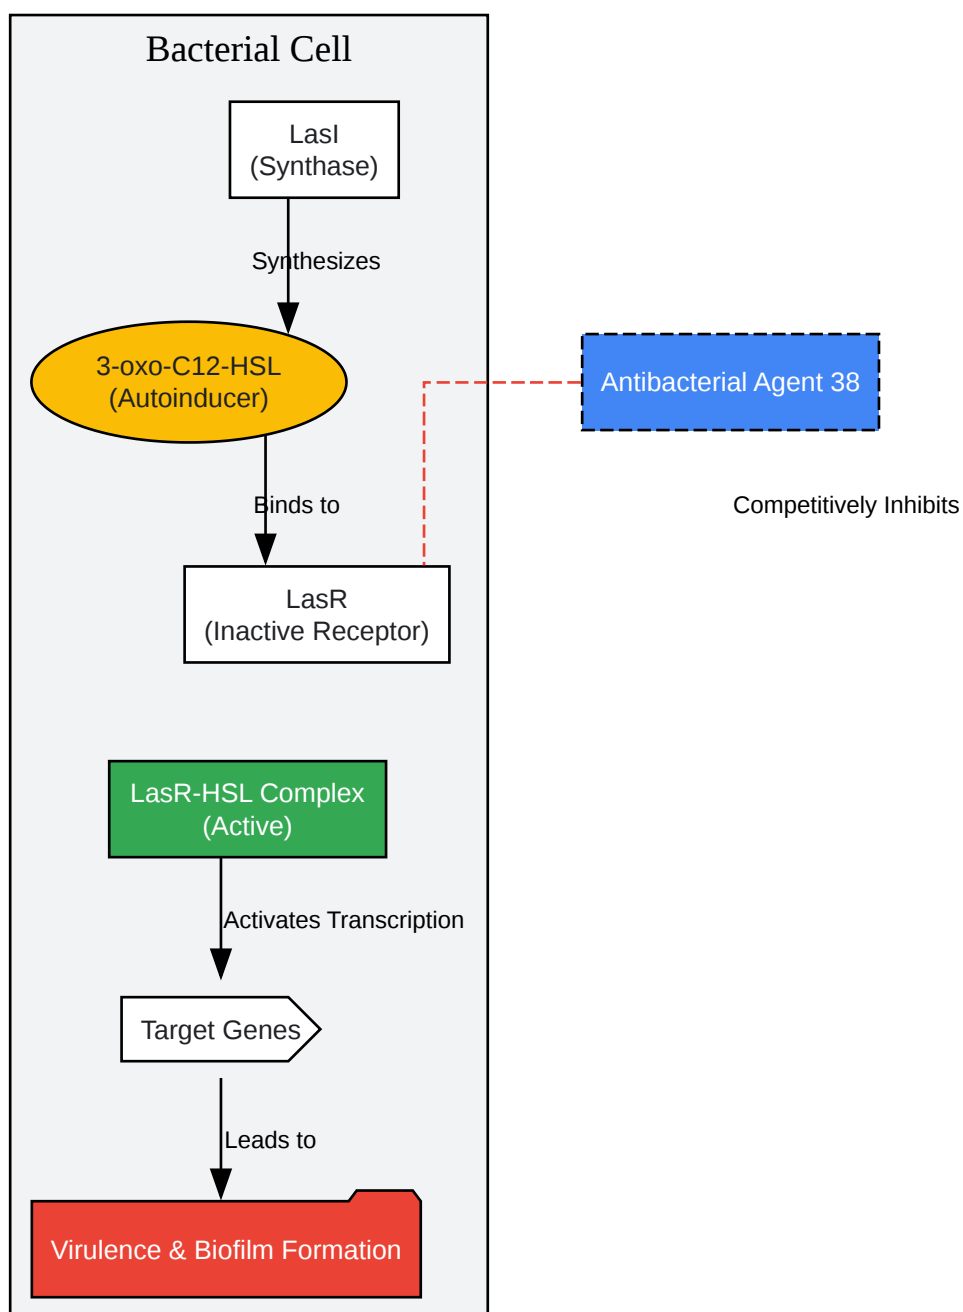 Bacterial Cell
LasI
(Synthase)
Synthesizes
3-oxo-C12-HSL
(Autoinducer)
Antibacterial Agent 38
Binds to
Competitively Inhibits
LasR
(Inactive Receptor)
LasR-HSL Complex
(Active)
Activates Transcription
Target Genes
Leads to
Virulence & Biofilm Formation